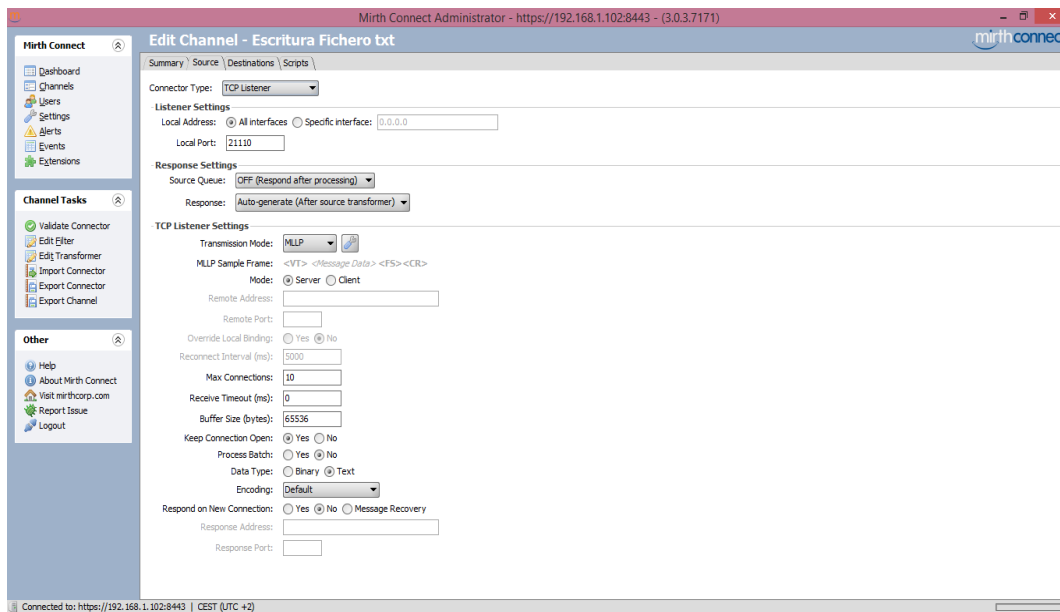 Mirth Connect Administrator - https://192.168.1.102:8443 - (3.0.3.7171)
Mirth Connect
Dashboard
Channels
Users
Settings
Alerts
Events
Extensions
Channel Tasks
Validate Connector
Edit Filter
Edit Transformer
Import Connector
Export Connector
Export Channel
Other
Help
About Mirth Connect
Visit mirthcorp.com
Report Issue
Logout
Edit Channel - Escritura Fichero txt
mirth connec
Summary Source Destinations Scripts
Connector Type: TCP Listener
Listener Settings
Local Address: All interfaces Specific interface: 0.0.0.0
Local Port: 21110
Response Settings
Source Queue: OFF (Respond after processing)
Response: Auto-generate (After source transformer)
TCP Listener Settings
Transmission Mode: MLLP
MLLP Sample Frame: <VT> <Message Data> <FS><CR>
Mode: Server Client
Remote Address:
Remote Port:
Override Local Binding: Yes No
Reconnect Interval (ms): 5000
Max Connections: 10
Receive Timeout (ms): 0
Buffer Size (bytes): 65536
Keep Connection Open: Yes No
Process Batch: Yes No
Data Type: Binary Text
Encoding: Default
Respond on New Connection: Yes No Message Recovery
Response Address:
Response Port:
Connected to: https://192.168.1.102:8443 | CEST (UTC +2)